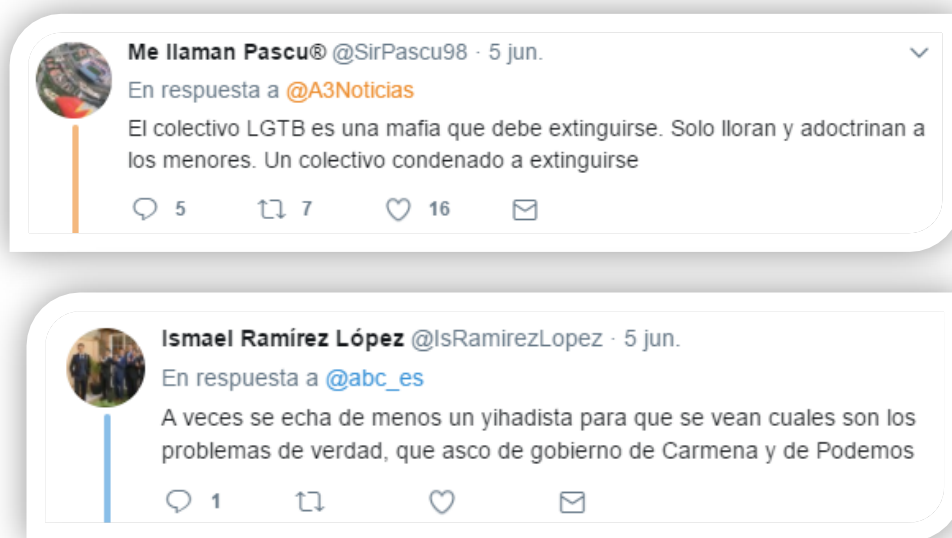 Me llaman Pascu® @SirPascu98 · 5 jun.
En respuesta a @A3Noticias
El colectivo LGTB es una mafia que debe extinguirse. Solo lloran y adoctrinan a
los menores. Un colectivo condenado a extinguirse
5 7 16
Ismael Ramírez López @IsRamirezLopez · 5 jun.
En respuesta a @abc_es
A veces se echa de menos un yihadista para que se vean cuales son los
problemas de verdad, que asco de gobierno de Carmena y de Podemos
1